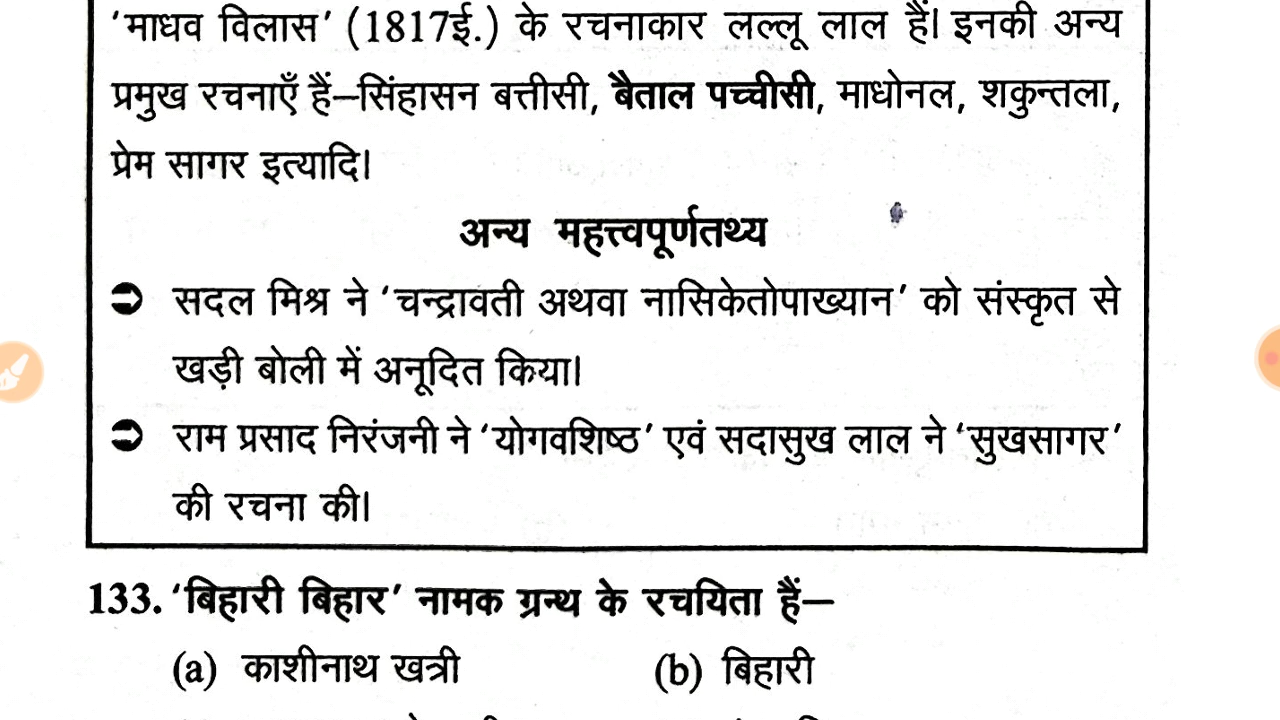 'माधव विलास' (1817ई.) के रचनाकार लल्लू लाल हैं। इनकी अन्य
प्रमुख रचनाएँ हैं–सिंहासन बत्तीसी, बैताल पच्चीसी, माधोनल, शकुन्तला,
प्रेम सागर इत्यादि।
अन्य महत्त्वपूर्णतथ्य
➲ सदल मिश्र ने 'चन्द्रावती अथवा नासिकेतोपाख्यान' को संस्कृत से
खड़ी बोली में अनूदित किया।
➲ राम प्रसाद निरंजनी ने 'योगवशिष्ठ' एवं सदासुख लाल ने 'सुखसागर'
की रचना की।
133. 'बिहारी बिहार' नामक ग्रन्थ के रचयिता हैं–
(a) काशीनाथ खत्री (b) बिहारी